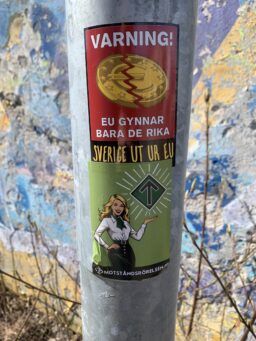 VARNING!
EU GYNNAR
BARA DE RIKA
SVERIGE UT UR EU
MOTSTÅNDSRÖRELSEN